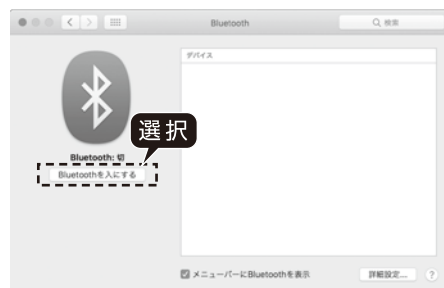 Bluetooth
検索
デバイス
選択
Bluetooth: 切
Bluetoothを入にする
メニューバーにBluetoothを表示
詳細設定...
?